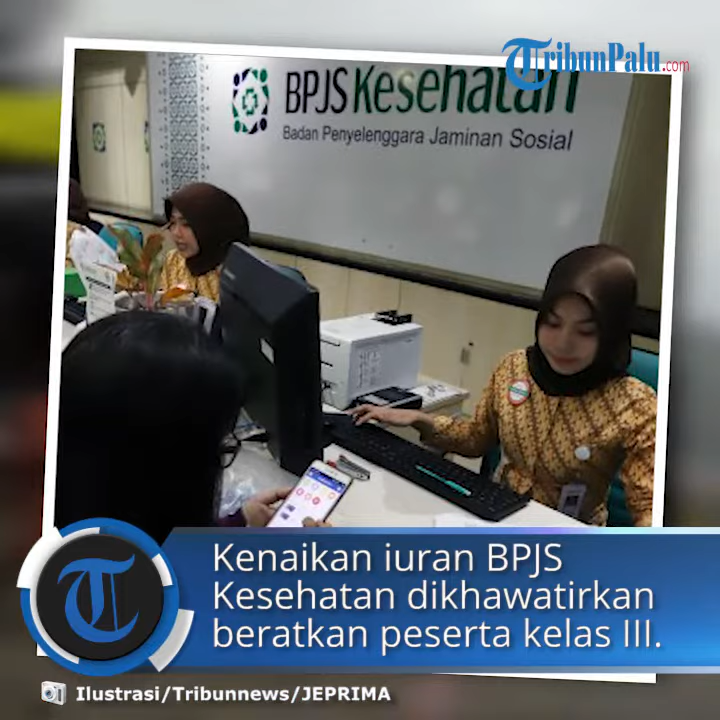 TribunPalu.com
BPJS Kesehatan
Badan Penyelenggara Jaminan Sosial
Kenaikan iuran BPJS
Kesehatan dikhawatirkan
beratkan peserta kelas III.
Ilustrasi/Tribunnews/JEPRIMA